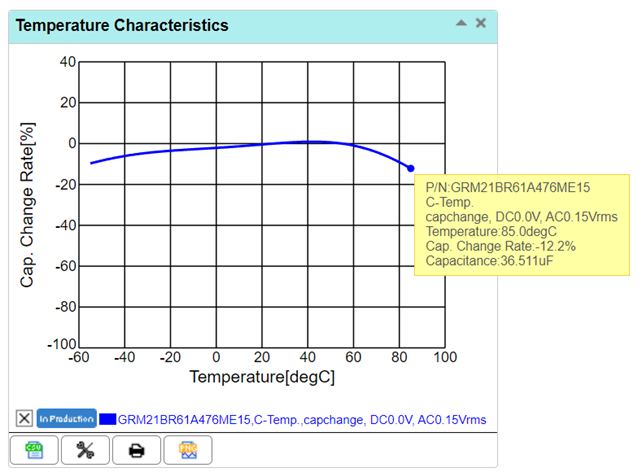 Temperature Characteristics
40
20
0
-20
-40
-60
-80
-100
Cap. Change Rate[%]
-60 -40 -20 0 20 40 60 80 100
Temperature[degC]
P/N:GRM21BR61A476ME15
C-Temp.
capchange, DC0.0V, AC0.15Vrms
Temperature:85.0degC
Cap. Change Rate:-12.2%
Capacitance:36.511uF
In Production GRM21BR61A476ME15,C-Temp.,capchange, DC0.0V, AC0.15Vrms
CSV PNG